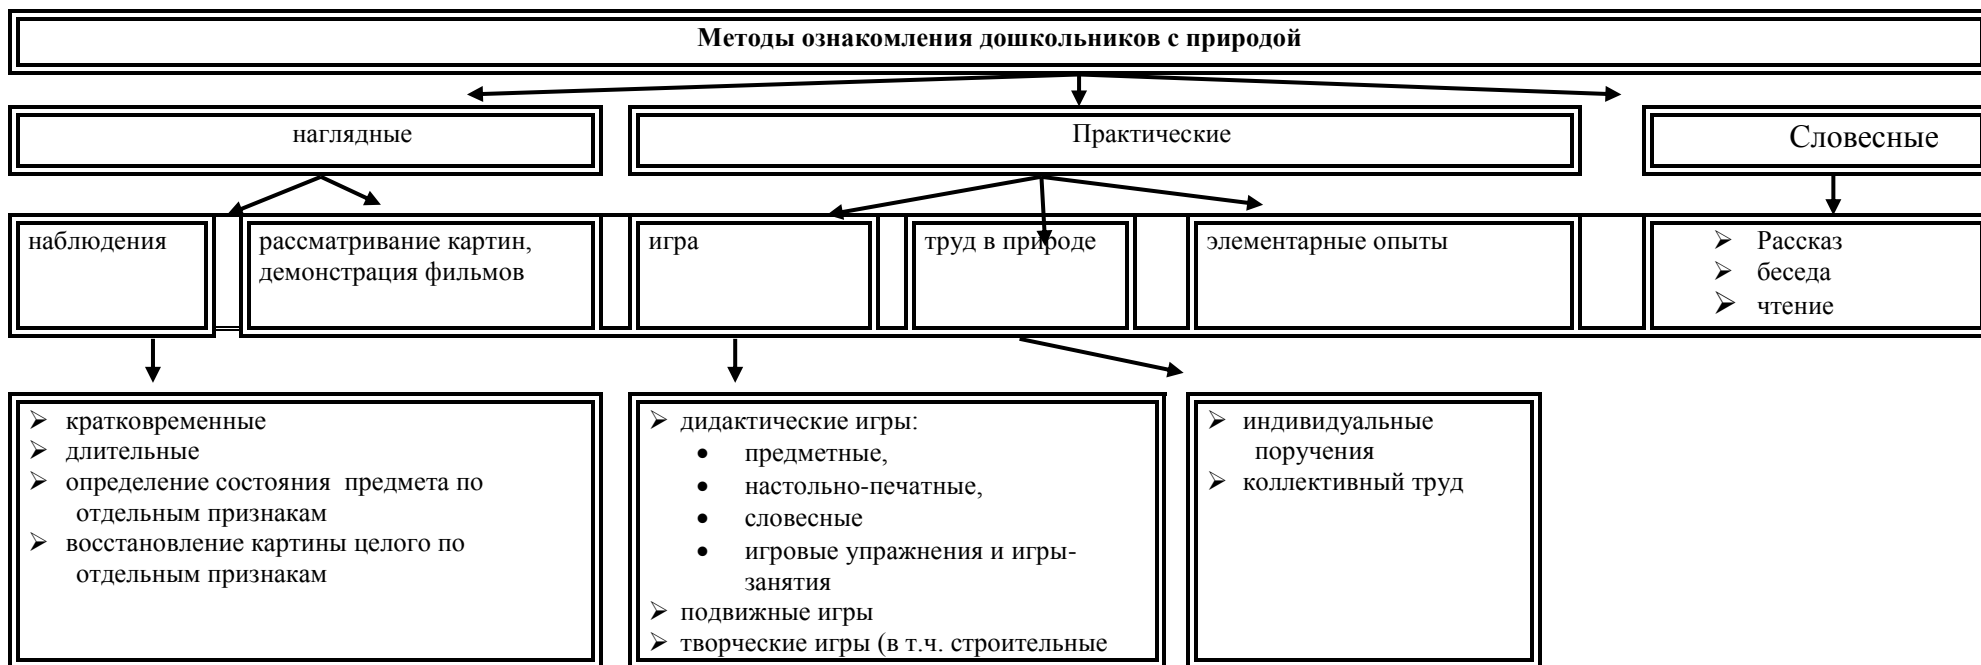 Методы ознакомления дошкольников с природой
наглядные
Практические
Словесные
наблюдения
рассматривание картин,
демонстрация фильмов
игра
труд в природе
элементарные опыты
➢ Рассказ
➢ беседа
➢ чтение
➢ кратковременные
➢ длительные
➢ определение состояния предмета по
отдельным признакам
➢ восстановление картины целого по
отдельным признакам
➢ дидактические игры:
• предметные,
• настольно-печатные,
• словесные
• игровые упражнения и игры-
занятия
➢ подвижные игры
➢ творческие игры (в т.ч. строительные
➢ индивидуальные
поручения
➢ коллективный труд